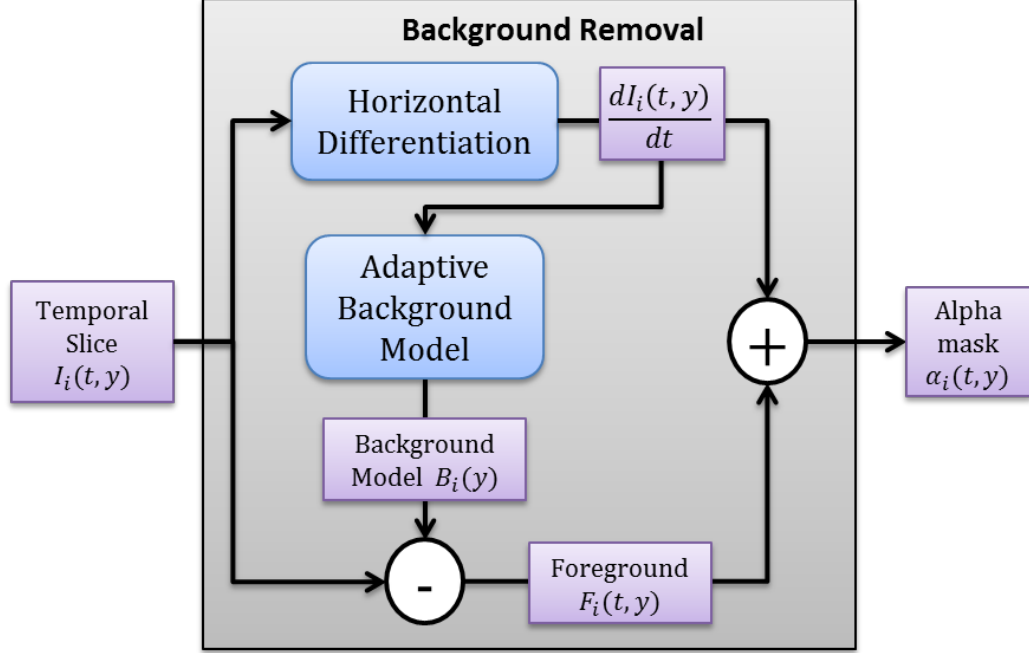 Background Removal
Horizontal
Differentiation
dI_i(t, y)
dt
Adaptive
Background
Model
Temporal
Slice
I_i(t, y)
+
Alpha
mask
α_i(t, y)
Background
Model B_i(y)
-
Foreground
F_i(t, y)